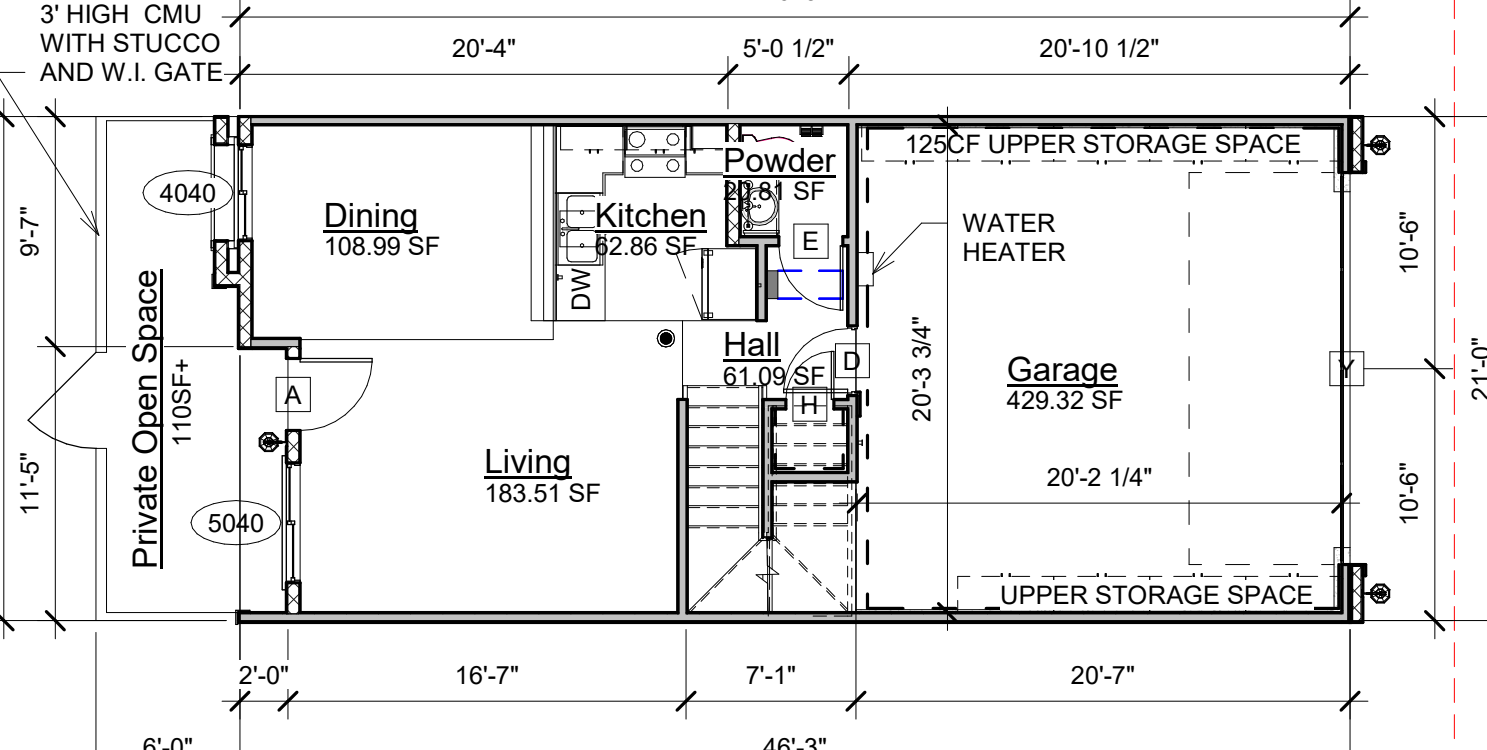 3' HIGH CMU
WITH STUCCO
AND W.I. GATE
20'-4"
5'-0 1/2"
20'-10 1/2"
125CF UPPER STORAGE SPACE
Powder
SF
4040
Dining
108.99 SF
Kitchen
62.86 SF
E
WATER
HEATER
9'-7"
10'-6"
DW
Private Open Space
110SF+
Hall
61.09 SF
D
20'-3 3/4"
Garage
429.32 SF
Y
21'-0"
A
H
Living
183.51 SF
20'-2 1/4"
11'-5"
10'-6"
5040
UPPER STORAGE SPACE
2'-0"
16'-7"
7'-1"
20'-7"
6'-0"
46'-3"